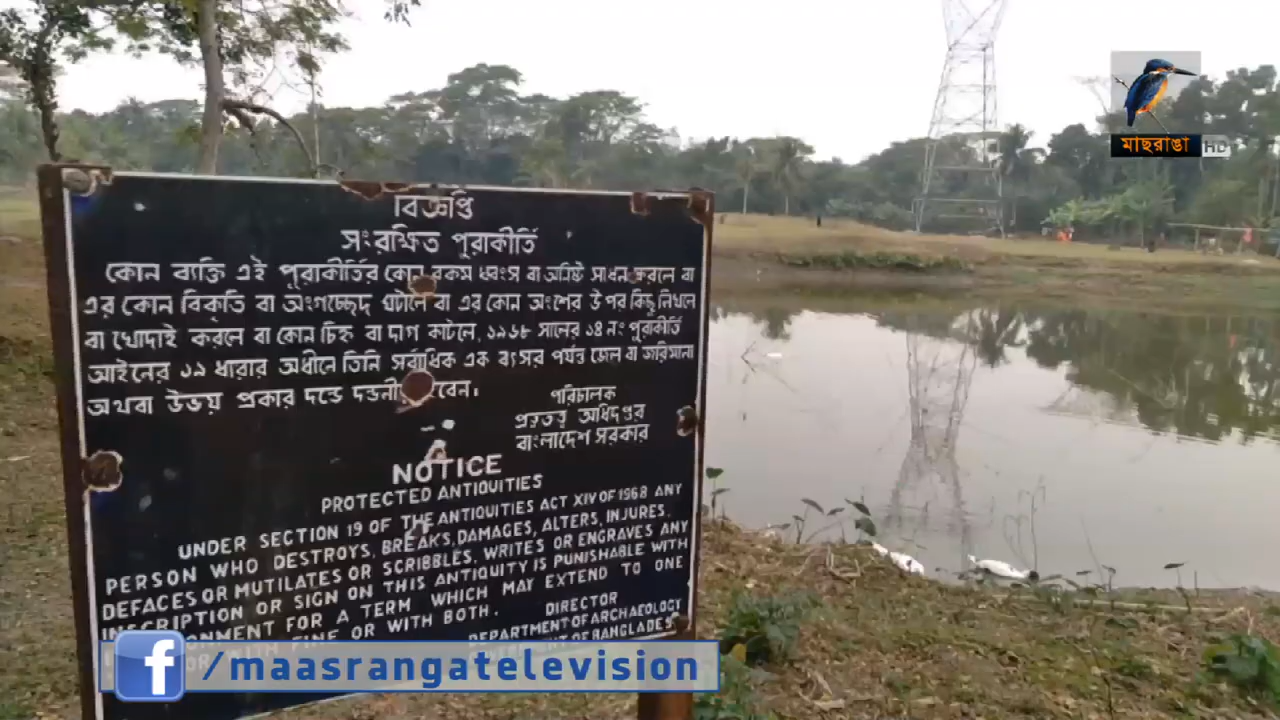 বিজ্ঞপ্তি
সংরক্ষিত পুরাকীর্তি
কোন ব্যক্তি এই পুরাকীর্তির কোন রকম ধ্বংস বা অনিষ্ট সাধন করলে বা
এর কোন বিকৃতি বা অংগচ্ছেদ ঘটালে বা এর কোন অংশের উপর কিছু লিখলে
বা খোদাই করলে বা কোন চিহ্ন বা দাগ কাটলে, ১৯৬৮ সালের ১৪ নং পুরাকীর্তি
আইনের ১৯ ধারার অধীনে তিনি সর্বাধিক এক বৎসর পর্যন্ত জেল বা জরিমানা
অথবা উভয় প্রকার দন্ডে
পরিচালক
প্রত্নতত্ত্ব অধিদপ্তর
বাংলাদেশ সরকার
NOTICE
PROTECTED ANTIQUITIES
UNDER SECTION 19 OF THE ANTIQUITIES ACT XIV OF 1968 ANY
PERSON WHO DESTROYS, BREAKS, DAMAGES, ALTERS, INJURES.
DEFACES OR MUTILATES OR SCRIBBLES, WRITES OR ENGRAVES ANY
INSCRIPTION OR SIGN ON THIS ANTIQUITY IS PUNISHABLE WITH
FOR A TERM WHICH MAY EXTEND TO ONE
OR WITH FINE OR WITH BOTH.
DIRECTOR
DEPARTMENT OF ARCHAEOLOGY
OF BANGLADESH
মাছরাঙা HD
f /maasrangatelevision